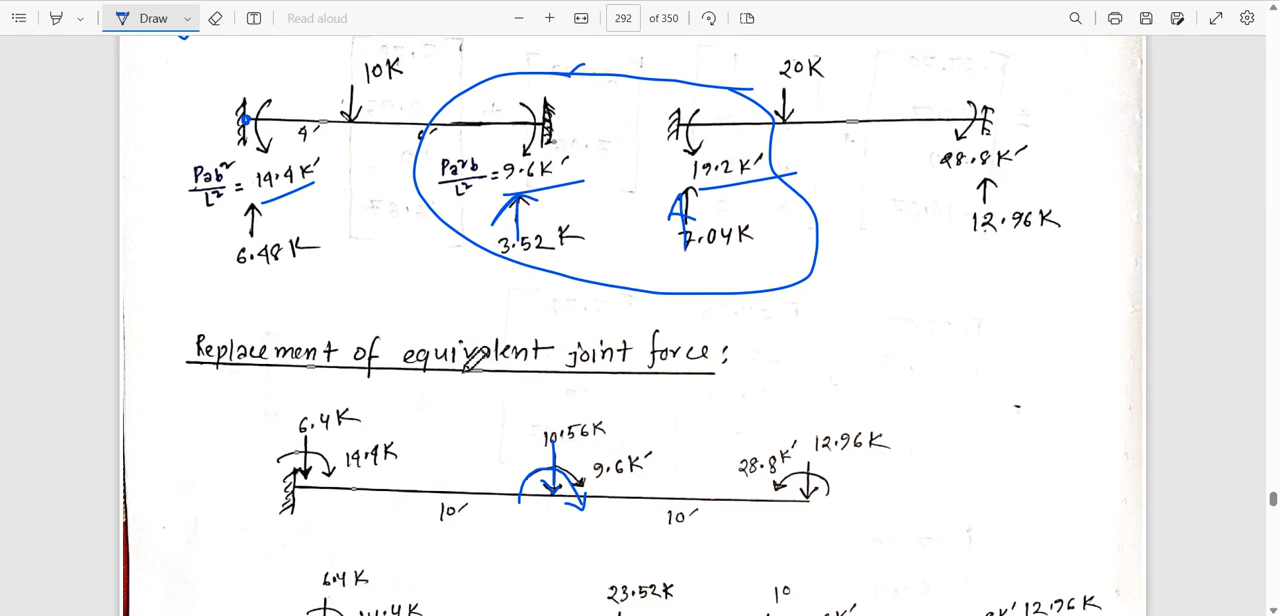 Draw
Read aloud
292 of 350
10K
20K
4'
Pab²/L² = 14.4K'
Pa²b/L² = 9.6K'
19.2K'
28.8K'
6.48K
3.52K
7.04K
12.96K
Replacement of equivalent joint force:
6.4K
14.4K
10.56K
9.6K'
28.8K'
12.96K
10'
10'
6.4K
23.52K
10
12.96K